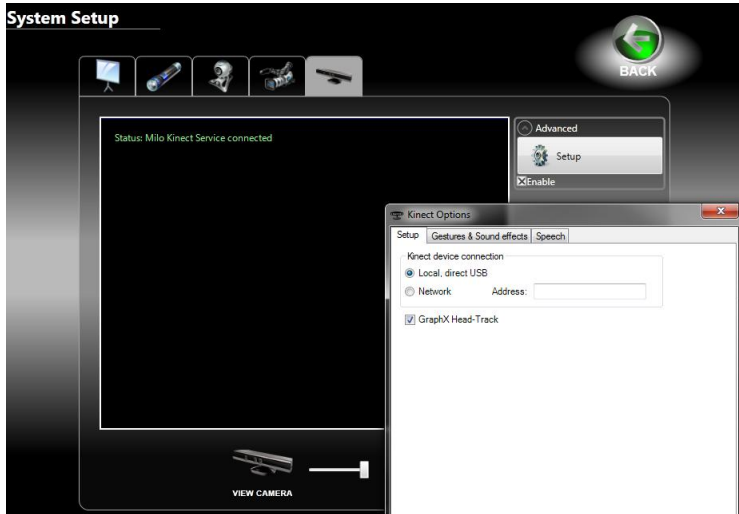 System Setup
BACK
Status: Milo Kinect Service connected
Advanced
Setup
Enable
Kinect Options
Setup Gestures & Sound effects Speech
Kinect device connection
Local, direct USB
Network Address:
GraphX Head-Track
VIEW CAMERA